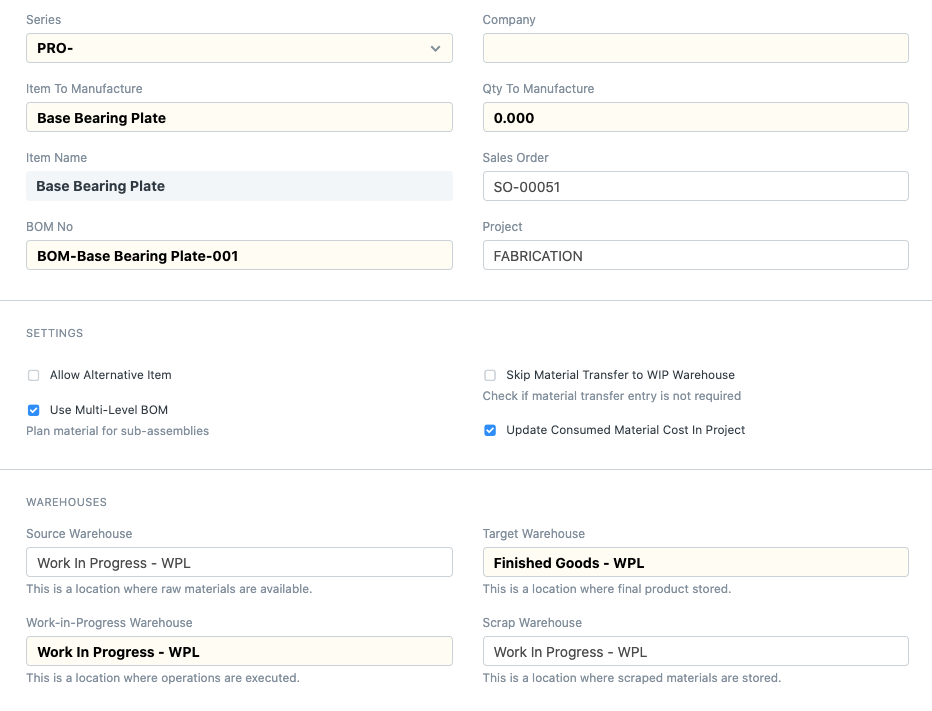 Series
Company
PRO-
Item To Manufacture
Qty To Manufacture
Base Bearing Plate
0.000
Item Name
Sales Order
Base Bearing Plate
SO-00051
BOM No
Project
BOM-Base Bearing Plate-001
FABRICATION
SETTINGS
Allow Alternative Item
Skip Material Transfer to WIP Warehouse
Check if material transfer entry is not required
Use Multi-Level BOM
Plan material for sub-assemblies
Update Consumed Material Cost In Project
WAREHOUSES
Source Warehouse
Target Warehouse
Work In Progress - WPL
Finished Goods - WPL
This is a location where raw materials are available.
This is a location where final product stored.
Work-in-Progress Warehouse
Scrap Warehouse
Work In Progress - WPL
Work In Progress - WPL
This is a location where operations are executed.
This is a location where scraped materials are stored.